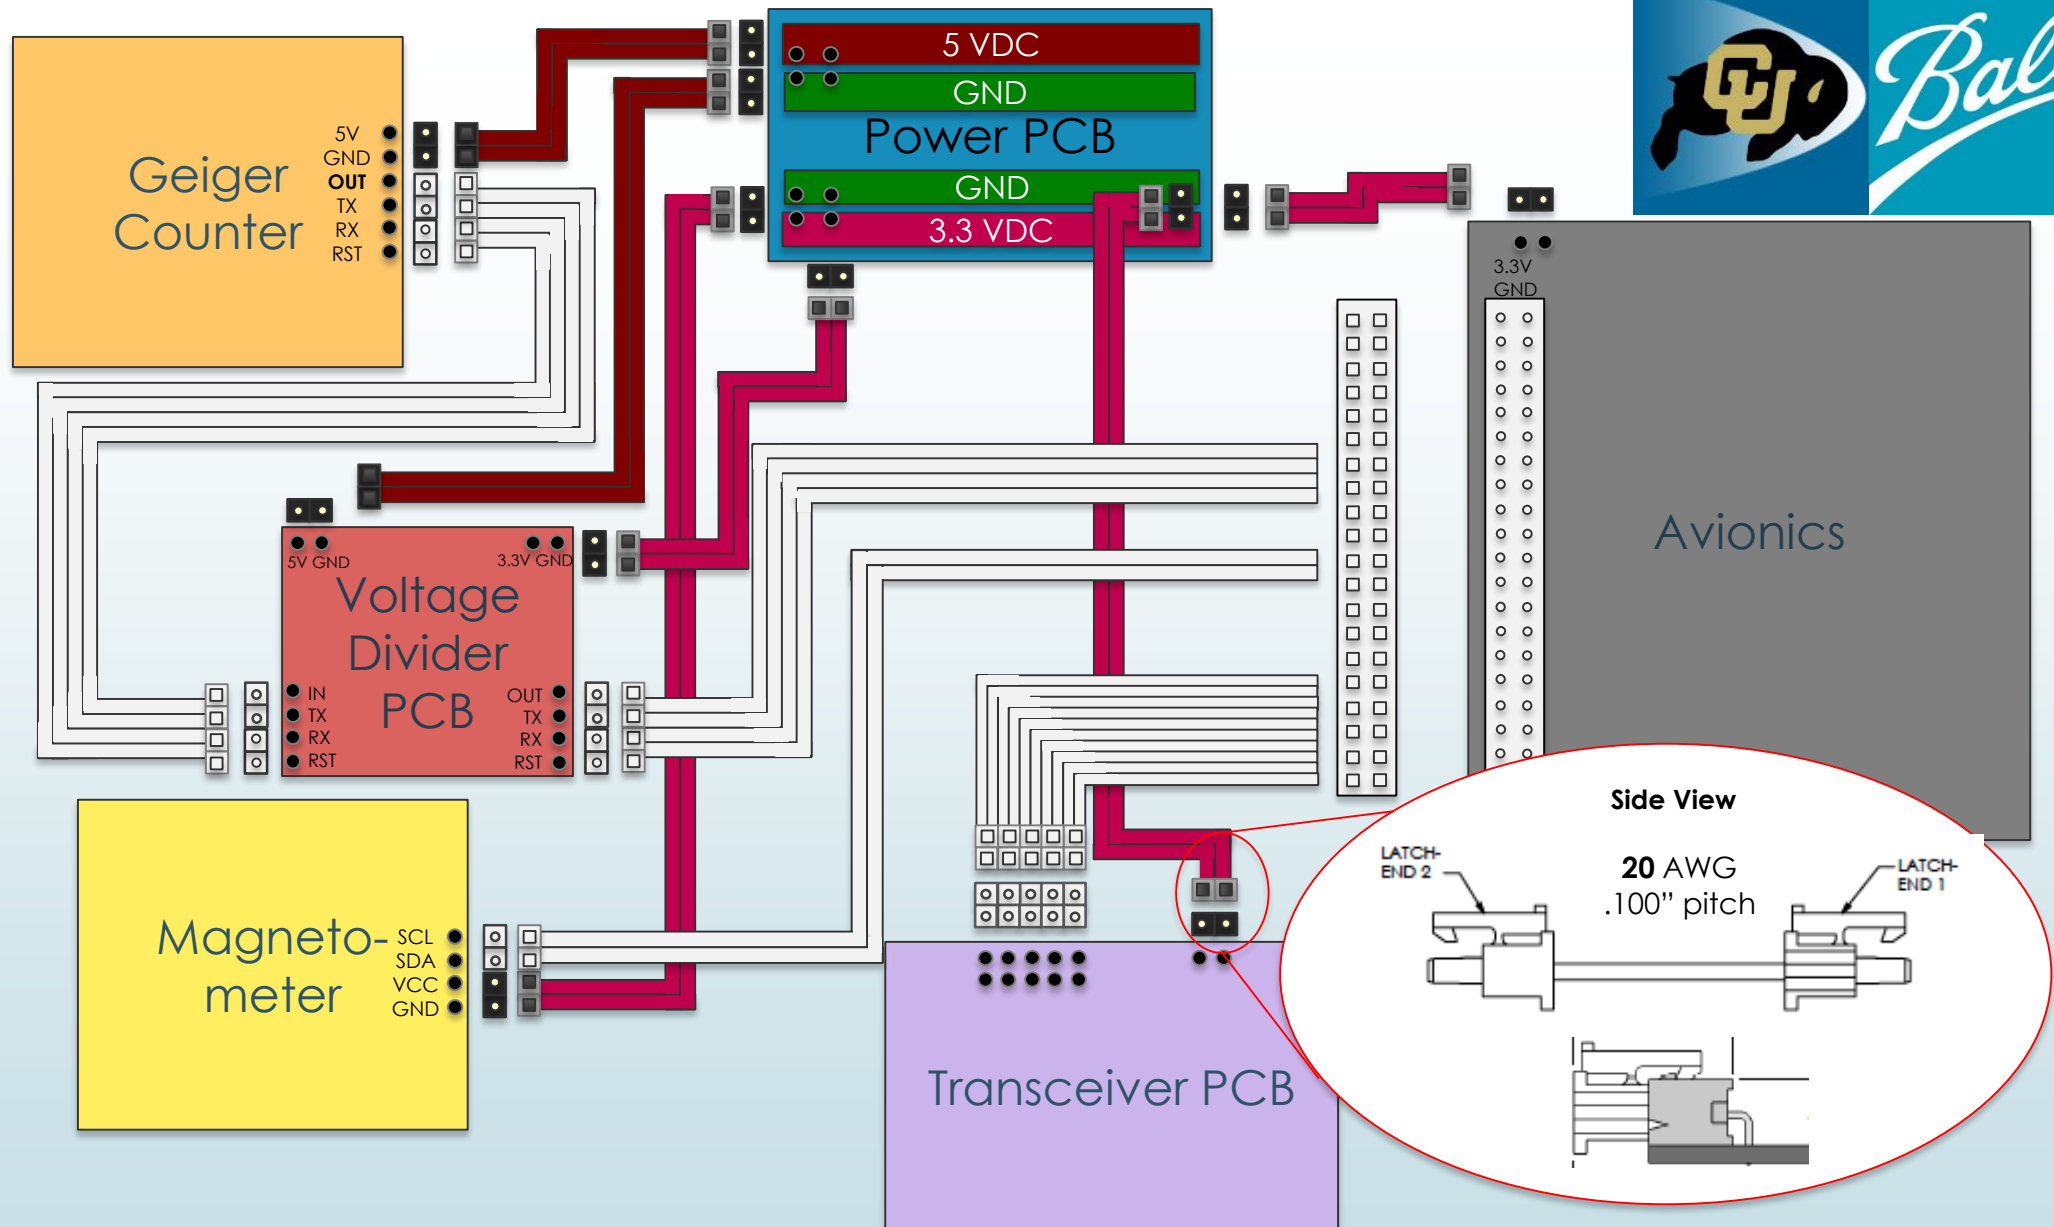 5 VDC
GND
Power PCB
GND
3.3 VDC
CU
Bal
Geiger
Counter
5V
GND
OUT
TX
RX
RST
3.3V
GND
Avionics
5V GND
3.3V GND
Voltage
Divider
PCB
IN
TX
RX
RST
OUT
TX
RX
RST
Magneto-
meter
SCL
SDA
VCC
GND
Transceiver PCB
Side View
LATCH-
END 2
20 AWG
.100” pitch
LATCH-
END 1